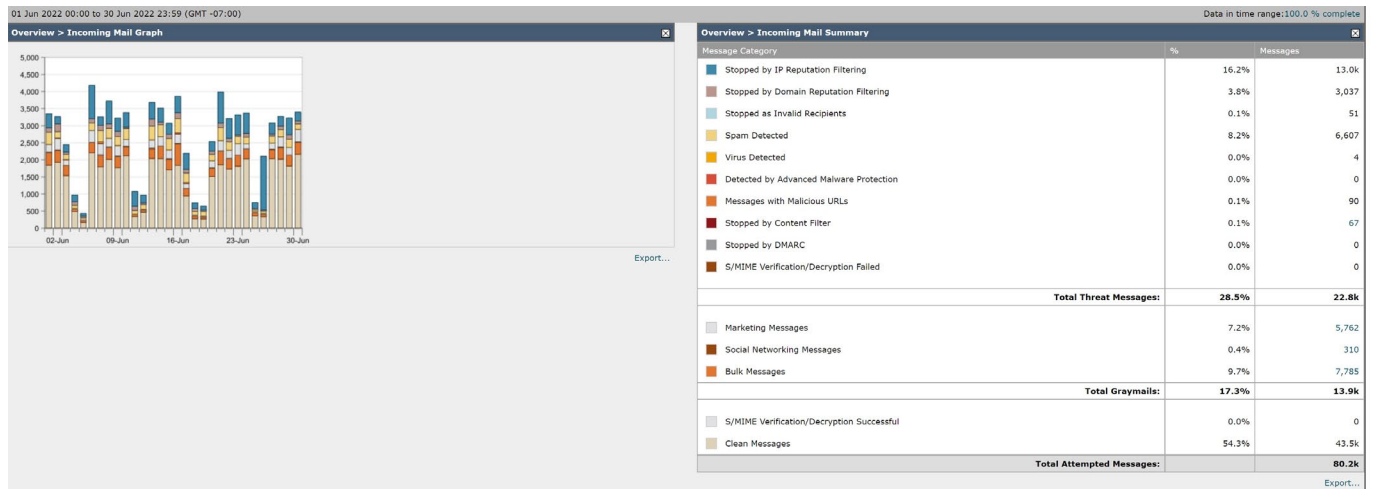 01 Jun 2022 00:00 to 30 Jun 2022 23:59 (GMT -07:00)
Data in time range:100.0 % complete
Overview > Incoming Mail Graph
5,000
4,500
4,000
3,500
3,000
2,500
2,000
1,500
1,000
500
0
02-Jun 09-Jun 16-Jun 23-Jun 30-Jun
Export...
Overview > Incoming Mail Summary
Message Category % Messages
Stopped by IP Reputation Filtering 16.2% 13.0k
Stopped by Domain Reputation Filtering 3.8% 3,037
Stopped as Invalid Recipients 0.1% 51
Spam Detected 8.2% 6,607
Virus Detected 0.0% 4
Detected by Advanced Malware Protection 0.0% 0
Messages with Malicious URLs 0.1% 90
Stopped by Content Filter 0.1% 67
Stopped by DMARC 0.0% 0
S/MIME Verification/Decryption Failed 0.0% 0
Total Threat Messages: 28.5% 22.8k
Marketing Messages 7.2% 5,762
Social Networking Messages 0.4% 310
Bulk Messages 9.7% 7,785
Total Graymails: 17.3% 13.9k
S/MIME Verification/Decryption Successful 0.0% 0
Clean Messages 54.3% 43.5k
Total Attempted Messages: 80.2k
Export...